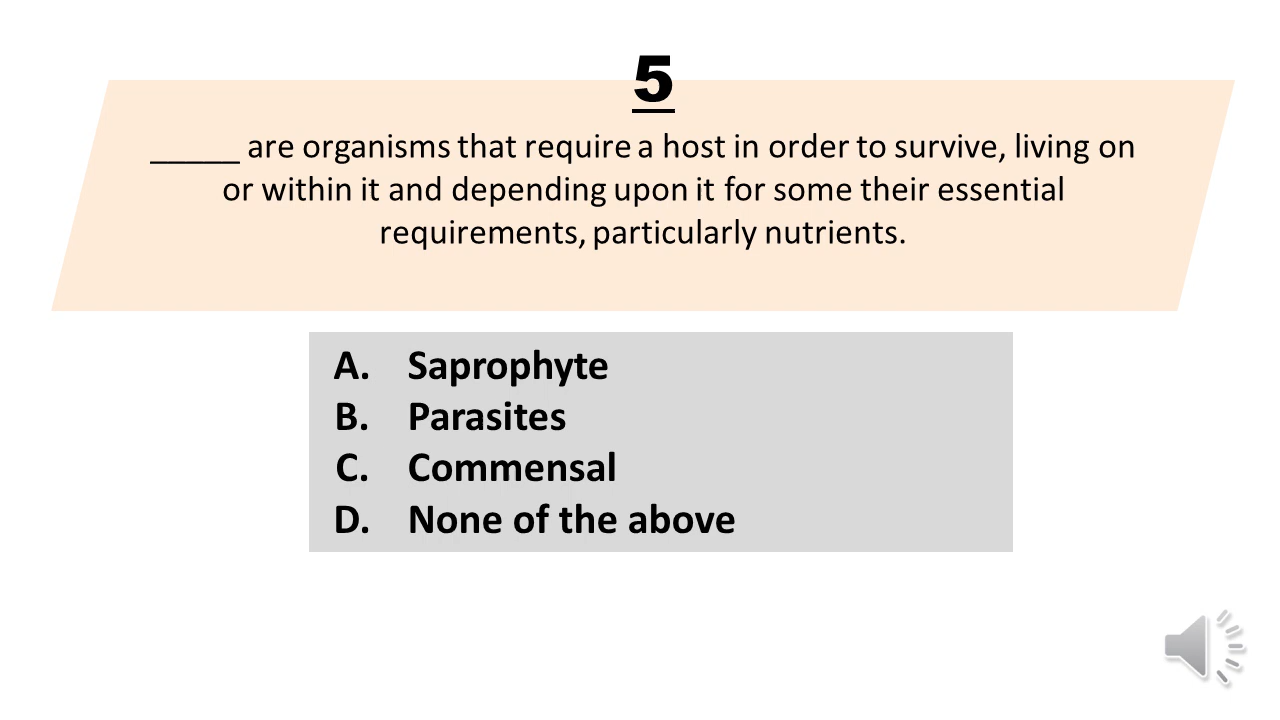 5
_____ are organisms that require a host in order to survive, living on
or within it and depending upon it for some their essential
requirements, particularly nutrients.
A. Saprophyte
B. Parasites
C. Commensal
D. None of the above